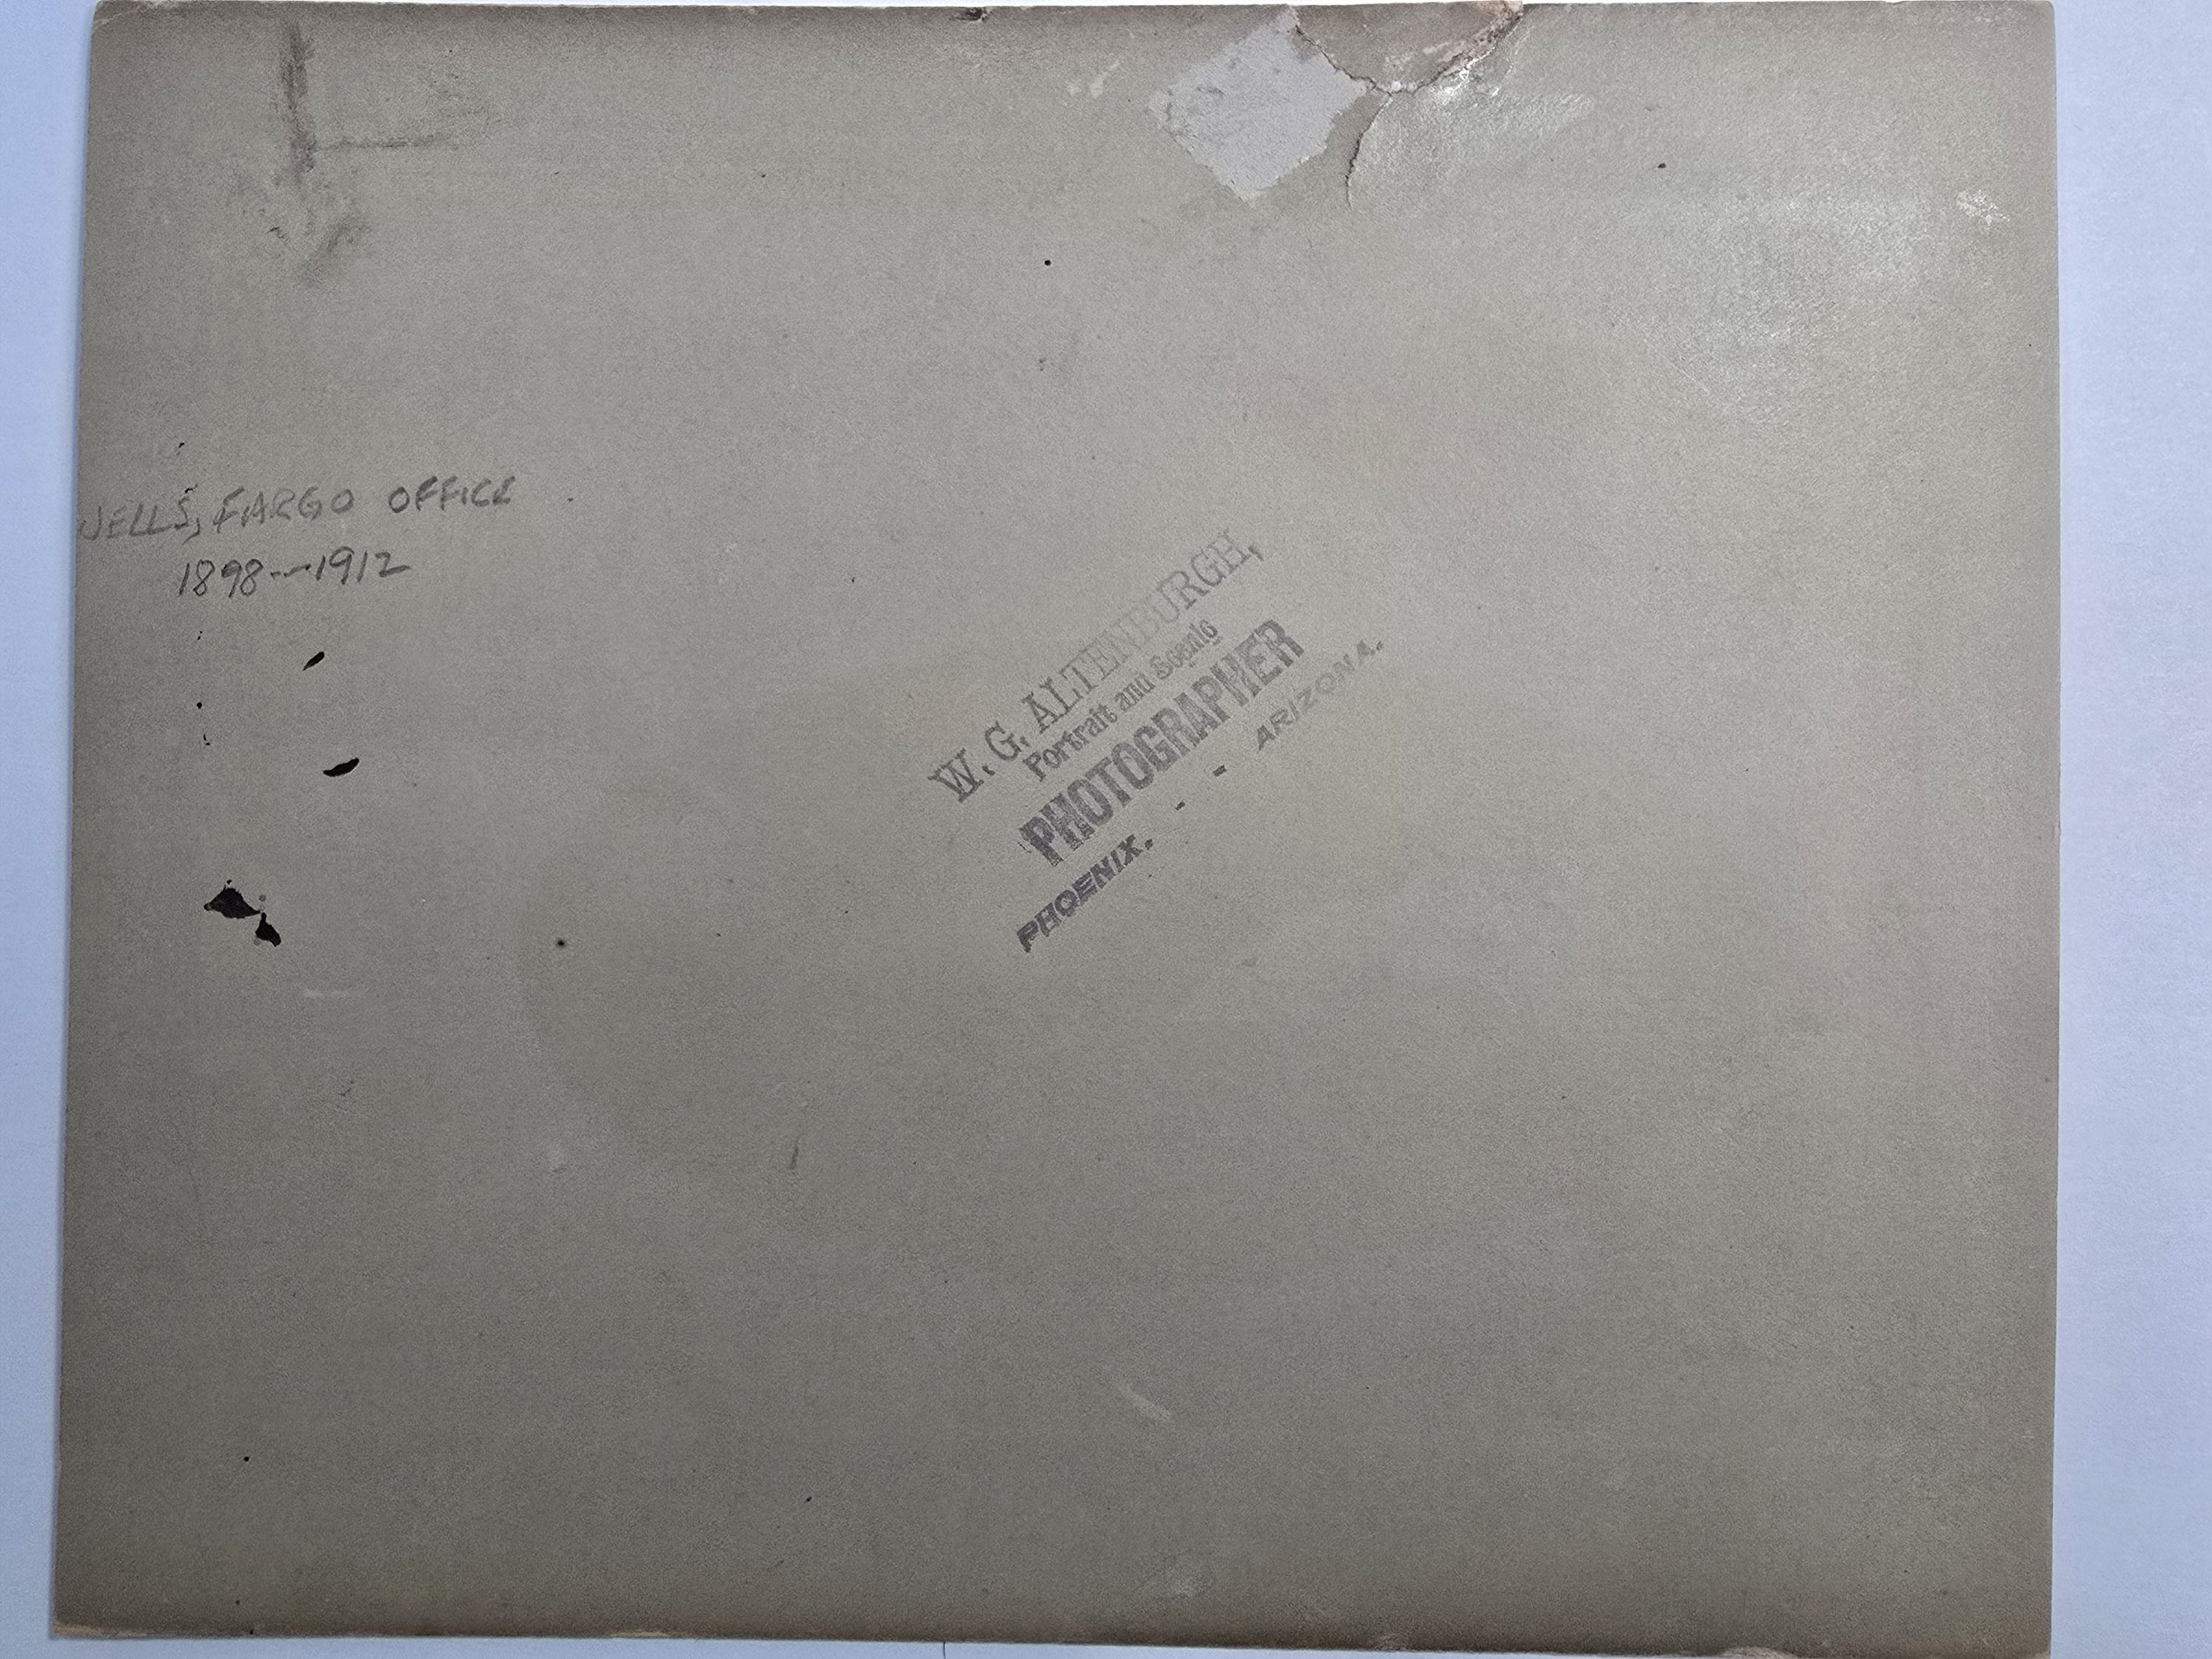 WELLS, FARGO OFFICE
1898--1912
W. G. ALTENBURGH,
Portrait and Scenic
PHOTOGRAPHER
PHOENIX. - - ARIZONA.